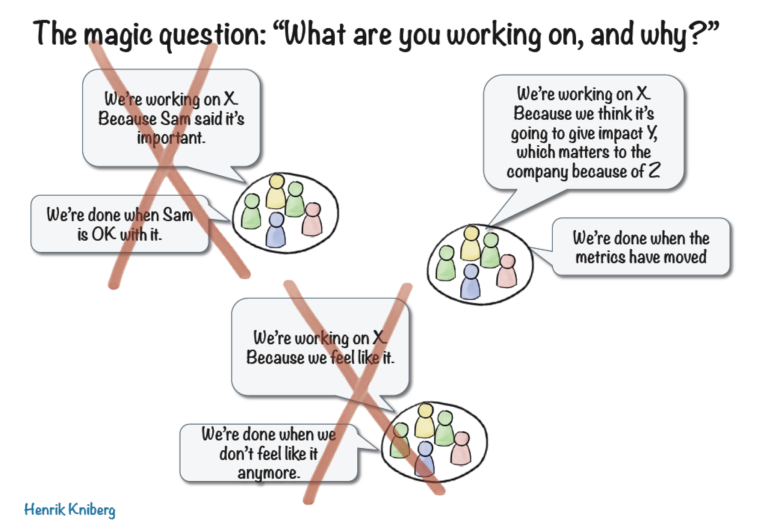 The magic question: “What are you working on, and why?”
We're working on X.
Because Sam said it's
important.
We're done when Sam
is OK with it.
We're working on X.
Because we think it's
going to give impact Y,
which matters to the
company because of Z
We're done when the
metrics have moved
We're working on X.
Because we feel like it.
We're done when we
don't feel like it
anymore.
Henrik Kniberg